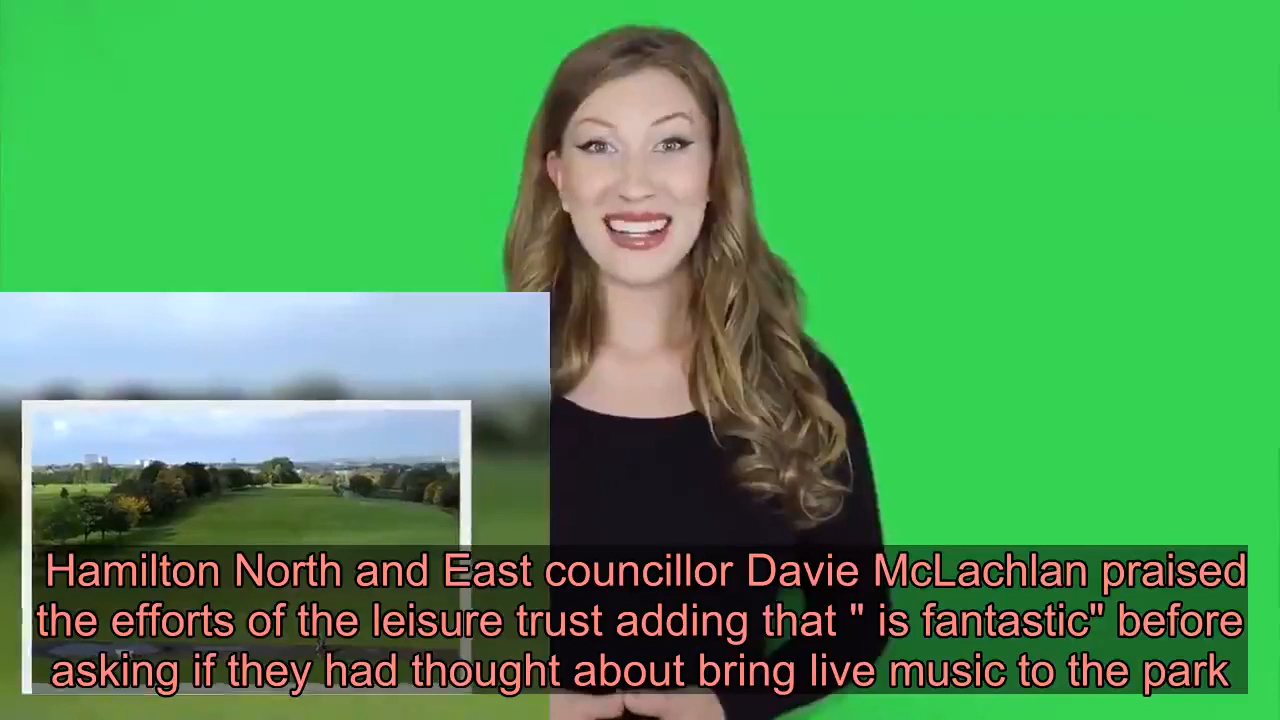 Hamilton North and East councillor Davie McLachlan praised
the efforts of the leisure trust adding that " is fantastic" before
asking if they had thought about bring live music to the park